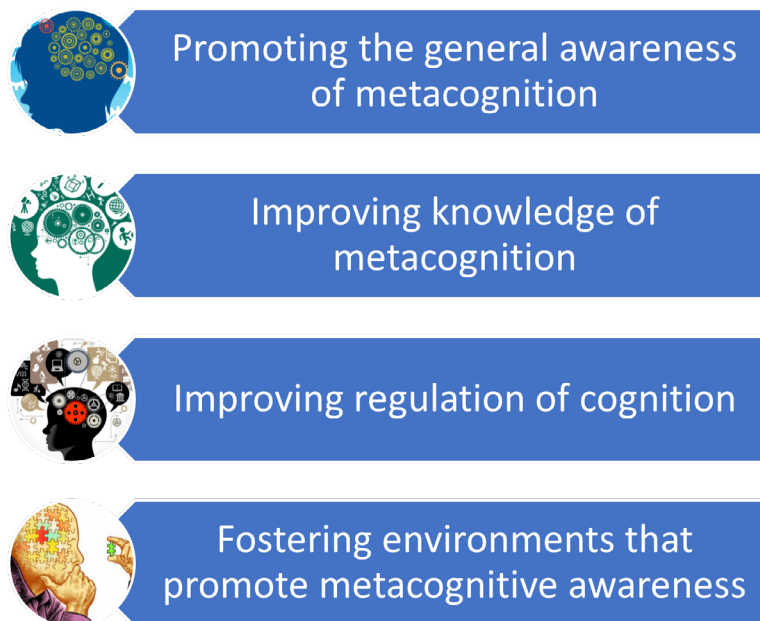 Promoting the general awareness
of metacognition
Improving knowledge of
metacognition
Improving regulation of cognition
Fostering environments that
promote metacognitive awareness